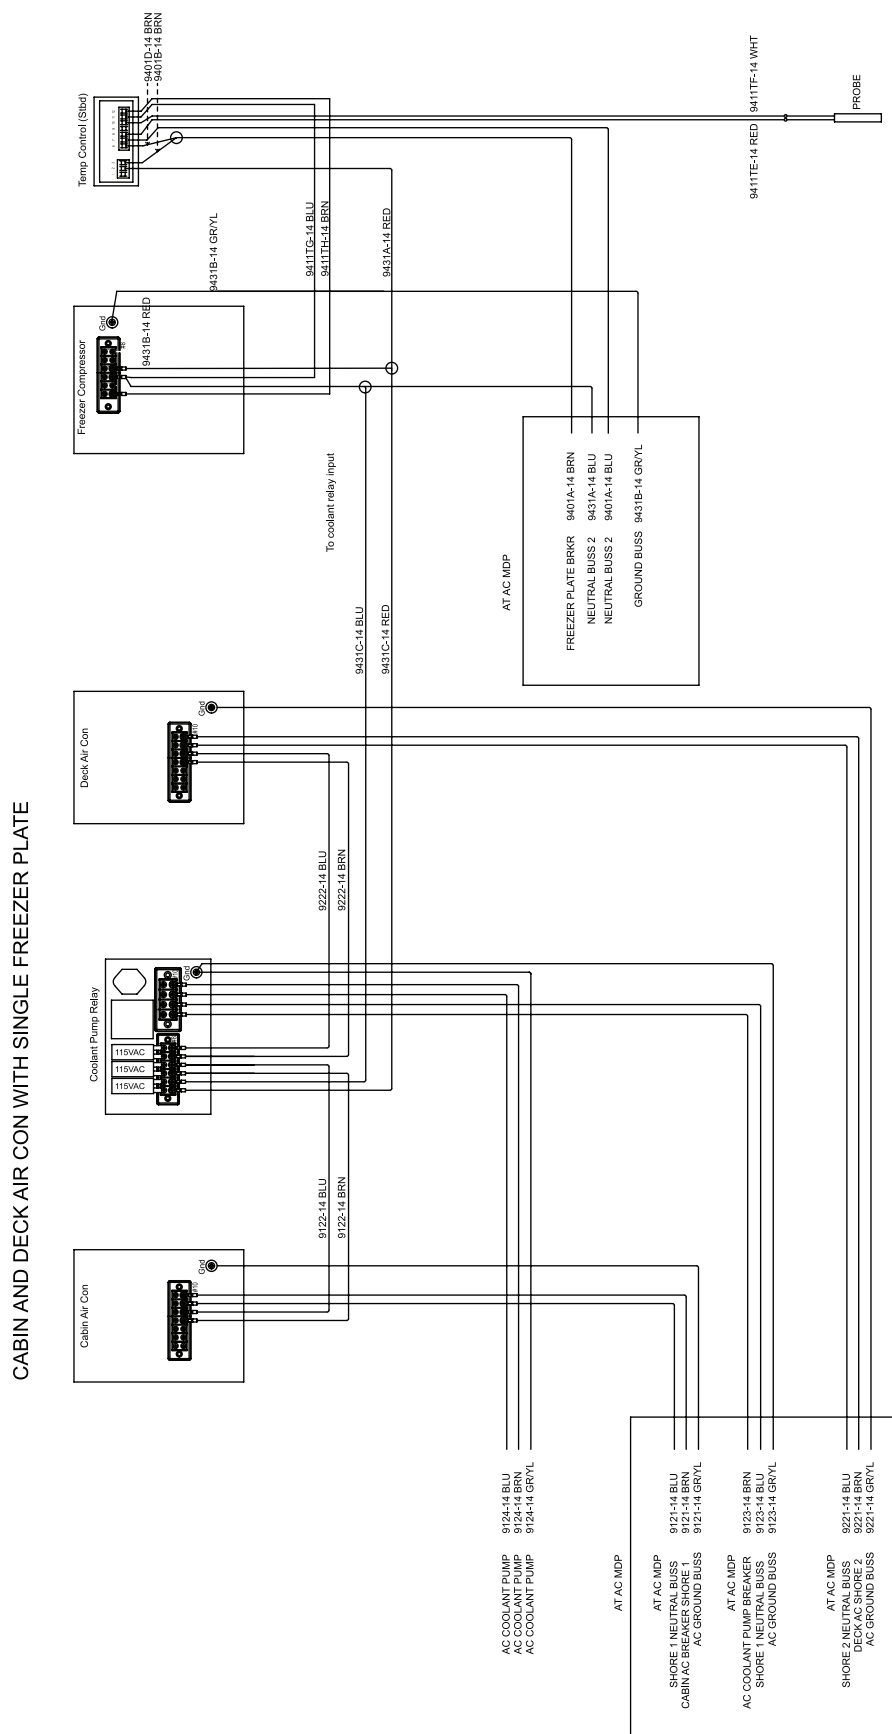 CABIN AND DECK AIR CON WITH SINGLE FREEZER PLATE
Cabin Air Con
Gnd
#10
9122-14 BLU
9122-14 BRN
Coolant Pump Relay
115VAC
115VAC
115VAC
Gnd
9222-14 BLU
9222-14 BRN
Deck Air Con
Gnd
#10
9431C-14 BLU
9431C-14 RED
To coolant relay input
Freezer Compressor
Gnd
9431B-14 RED
9431B-14 GR/YL
9411TG-14 BLU
9411TH-14 BRN
9431A-14 RED
Temp Control (Stbd)
9401D-14 BRN
9401B-14 BRN
9411TE-14 RED
9411TF-14 WHT
PROBE
AT AC MDP
FREEZER PLATE BRKR 9401A-14 BRN
NEUTRAL BUSS 2 9431A-14 BLU
NEUTRAL BUSS 2 9401A-14 BLU
GROUND BUSS 9431B-14 GR/YL
AC COOLANT PUMP 9124-14 BLU
AC COOLANT PUMP 9124-14 BRN
AC COOLANT PUMP 9124-14 GR/YL
AT AC MDP
AT AC MDP
SHORE 1 NEUTRAL BUSS 9121-14 BLU
CABIN AC BREAKER SHORE 1 9121-14 BRN
AC GROUND BUSS 9121-14 GR/YL
AT AC MDP
AC COOLANT PUMP BREAKER 9123-14 BRN
SHORE 1 NEUTRAL BUSS 9123-14 BLU
AC GROUND BUSS 9123-14 GR/YL
AT AC MDP
SHORE 2 NEUTRAL BUSS 9221-14 BLU
DECK AC SHORE 2 9221-14 BRN
AC GROUND BUSS 9221-14 GR/YL